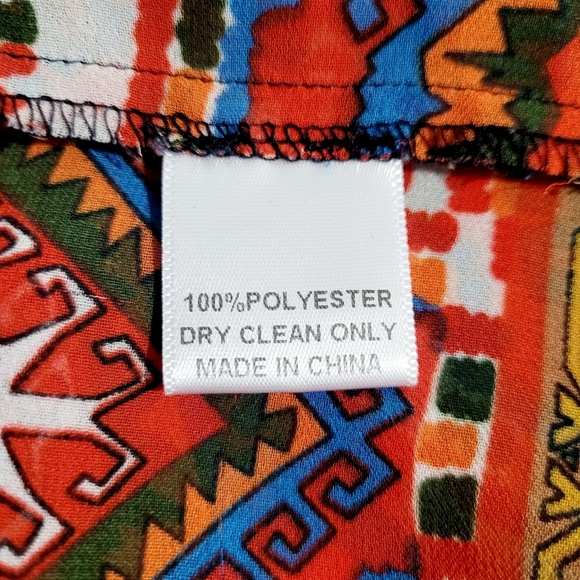 100%POLYESTER
DRY CLEAN ONLY
MADE IN CHINA